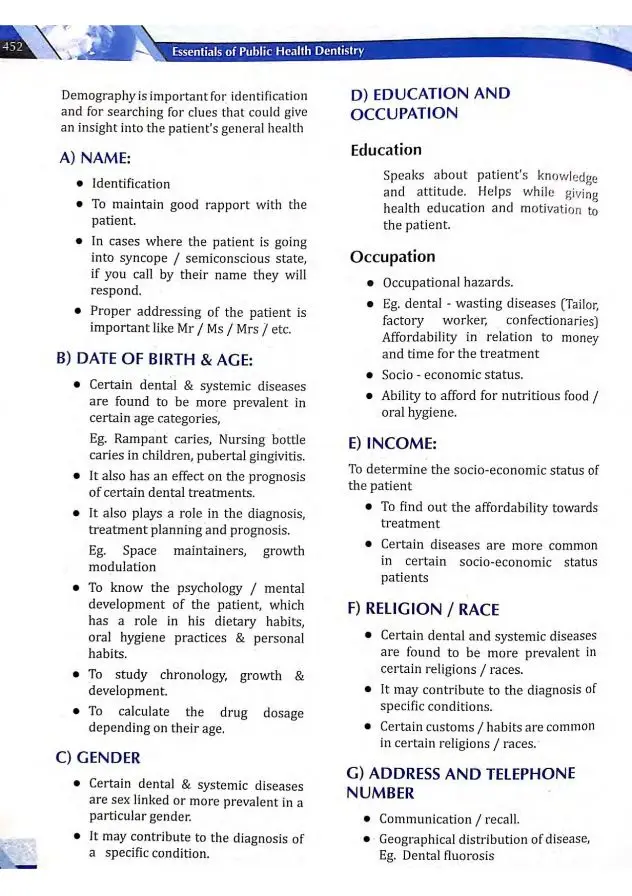 452
Essentials of Public Health Dentistry
Demography is important for identification
and for searching for clues that could give
an insight into the patient's general health
A) NAME:
• Identification
• To maintain good rapport with the
patient.
• In cases where the patient is going
into syncope / semiconscious state,
if you call by their name they will
respond.
• Proper addressing of the patient is
important like Mr / Ms / Mrs / etc.
B) DATE OF BIRTH & AGE:
• Certain dental & systemic diseases
are found to be more prevalent in
certain age categories,
Eg. Rampant caries, Nursing bottle
caries in children, pubertal gingivitis.
• It also has an effect on the prognosis
of certain dental treatments.
• It also plays a role in the diagnosis,
treatment planning and prognosis.
Eg. Space maintainers, growth
modulation
• To know the psychology / mental
development of the patient, which
has a role in his dietary habits,
oral hygiene practices & personal
habits.
• To study chronology, growth &
development.
• To calculate the drug dosage
depending on their age.
C) GENDER
• Certain dental & systemic diseases
are sex linked or more prevalent in a
particular gender.
• It may contribute to the diagnosis of
a specific condition.
D) EDUCATION AND
OCCUPATION
Education
Speaks about patient's knowledge
and attitude. Helps while giving
health education and motivation to
the patient.
Occupation
• Occupational hazards.
• Eg. dental - wasting diseases (Tailor,
factory worker, confectionaries)
Affordability in relation to money
and time for the treatment
• Socio - economic status.
• Ability to afford for nutritious food /
oral hygiene.
E) INCOME:
To determine the socio-economic status of
the patient
• To find out the affordability towards
treatment
• Certain diseases are more common
in certain socio-economic status
patients
F) RELIGION / RACE
• Certain dental and systemic diseases
are found to be more prevalent in
certain religions / races.
• It may contribute to the diagnosis of
specific conditions.
• Certain customs / habits are common
in certain religions / races.
G) ADDRESS AND TELEPHONE
NUMBER
• Communication / recall.
• Geographical distribution of disease,
Eg. Dental fluorosis